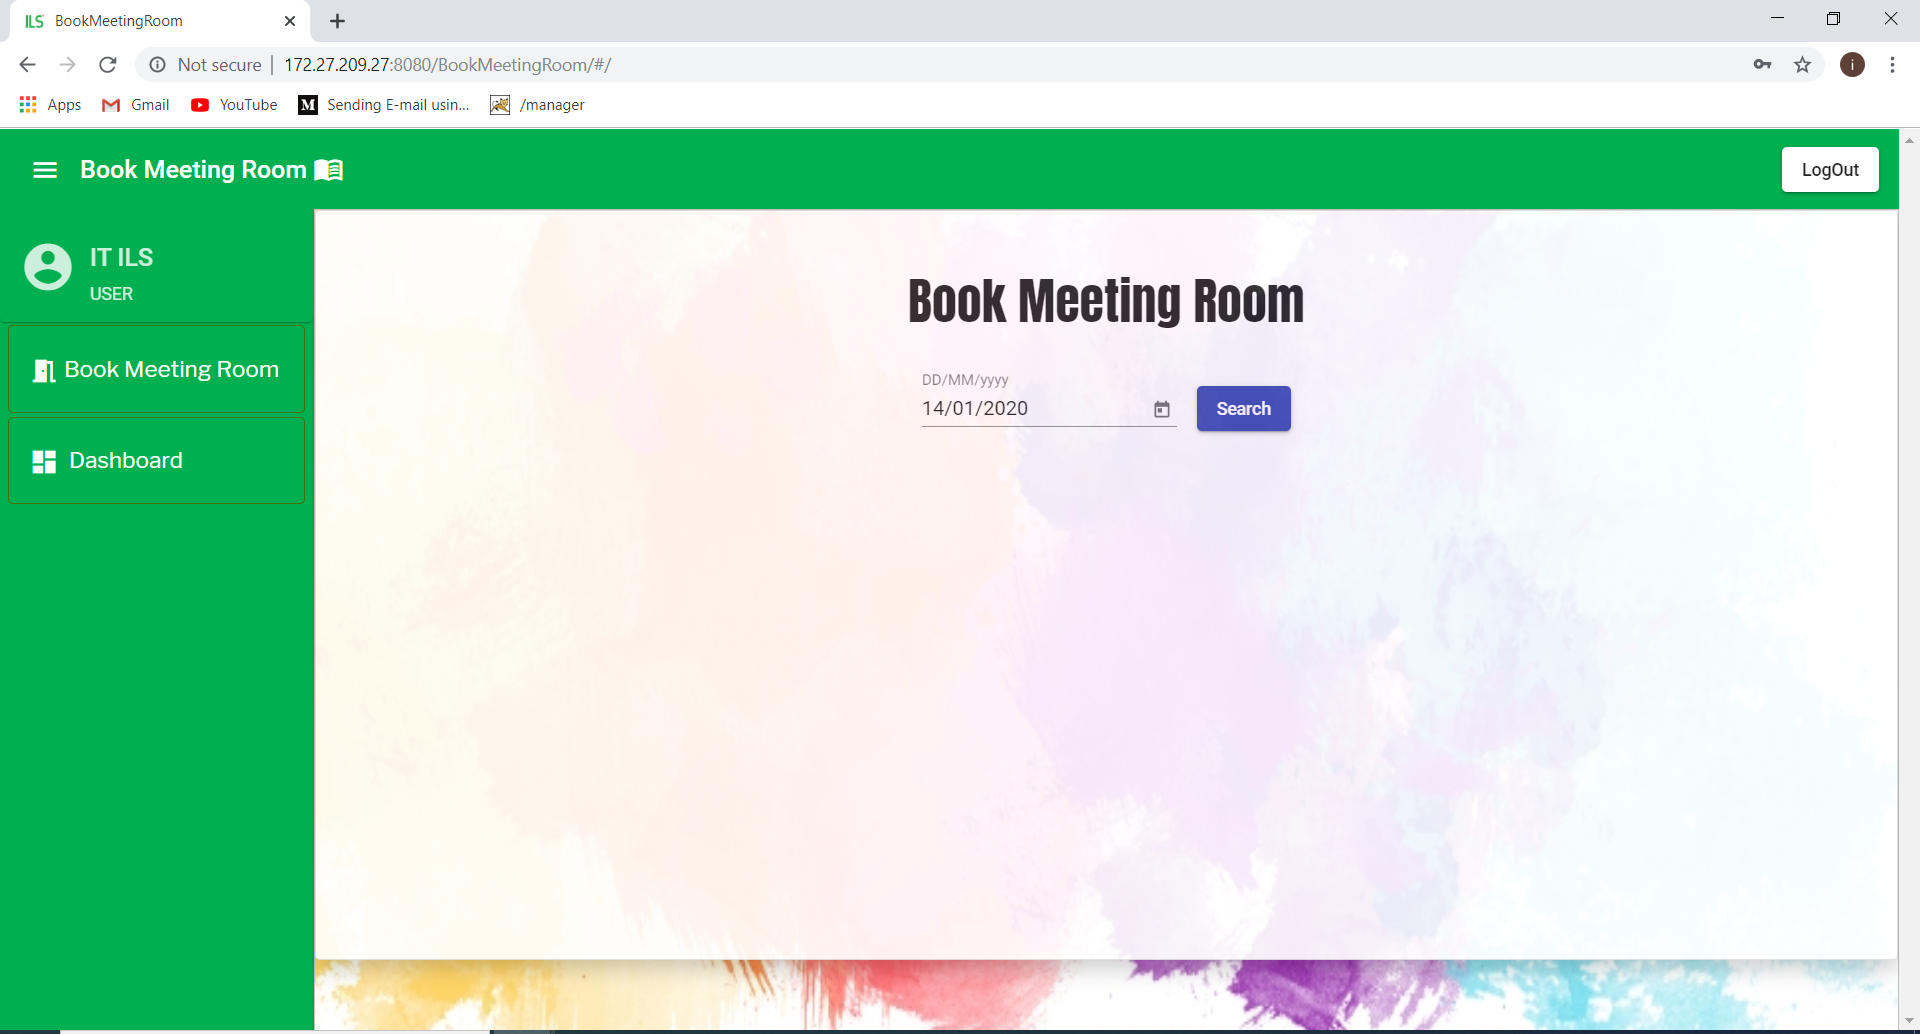 ILS BookMeetingRoom
Not secure | 172.27.209.27:8080/BookMeetingRoom/#/
i
Apps Gmail YouTube M Sending E-mail usin... /manager
Book Meeting Room
LogOut
IT ILS
USER
Book Meeting Room
Dashboard
Book Meeting Room
DD/MM/yyyy
14/01/2020
Search